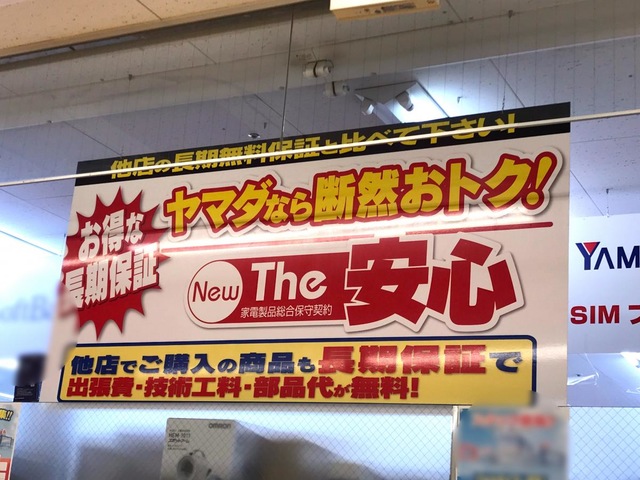 他店の長期無料保証と比べて下さい!
ヤマダなら断然おトク!
お得な
長期保証
New The 安心
家電製品総合保守契約
他店でご購入の商品も長期保証で
出張費・技術工料・部品代が無料!
YAM
SIM フ
OMRON